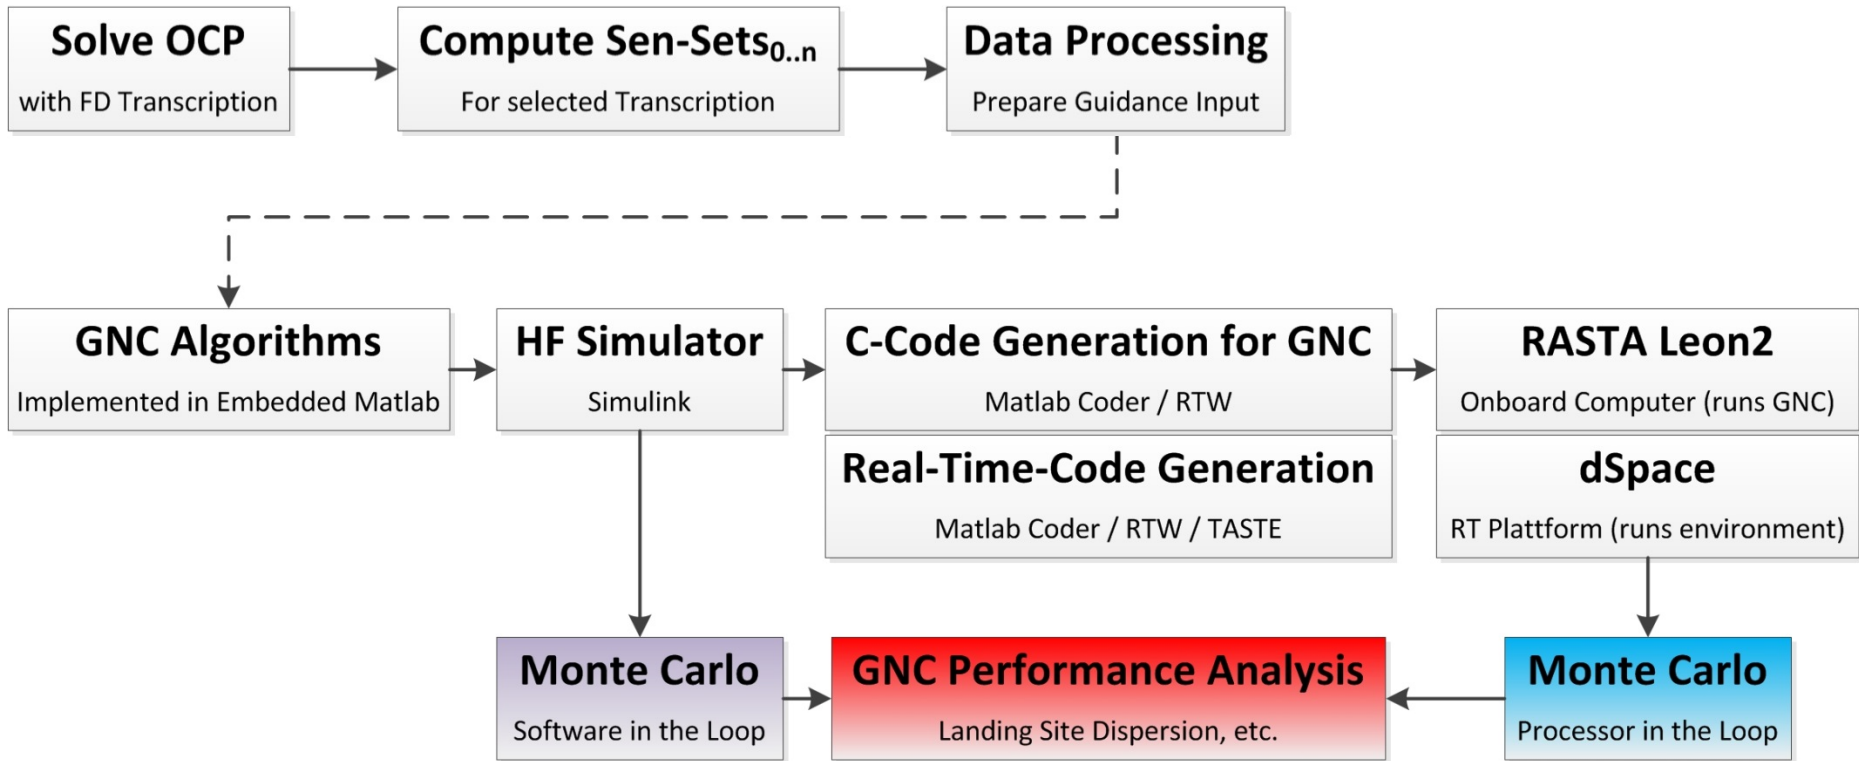 Solve OCP
with FD Transcription
Compute Sen-Sets0..n
For selected Transcription
Data Processing
Prepare Guidance Input
GNC Algorithms
Implemented in Embedded Matlab
HF Simulator
Simulink
C-Code Generation for GNC
Matlab Coder / RTW
RASTA Leon2
Onboard Computer (runs GNC)
Real-Time-Code Generation
Matlab Coder / RTW / TASTE
dSpace
RT Plattform (runs environment)
Monte Carlo
Software in the Loop
GNC Performance Analysis
Landing Site Dispersion, etc.
Monte Carlo
Processor in the Loop